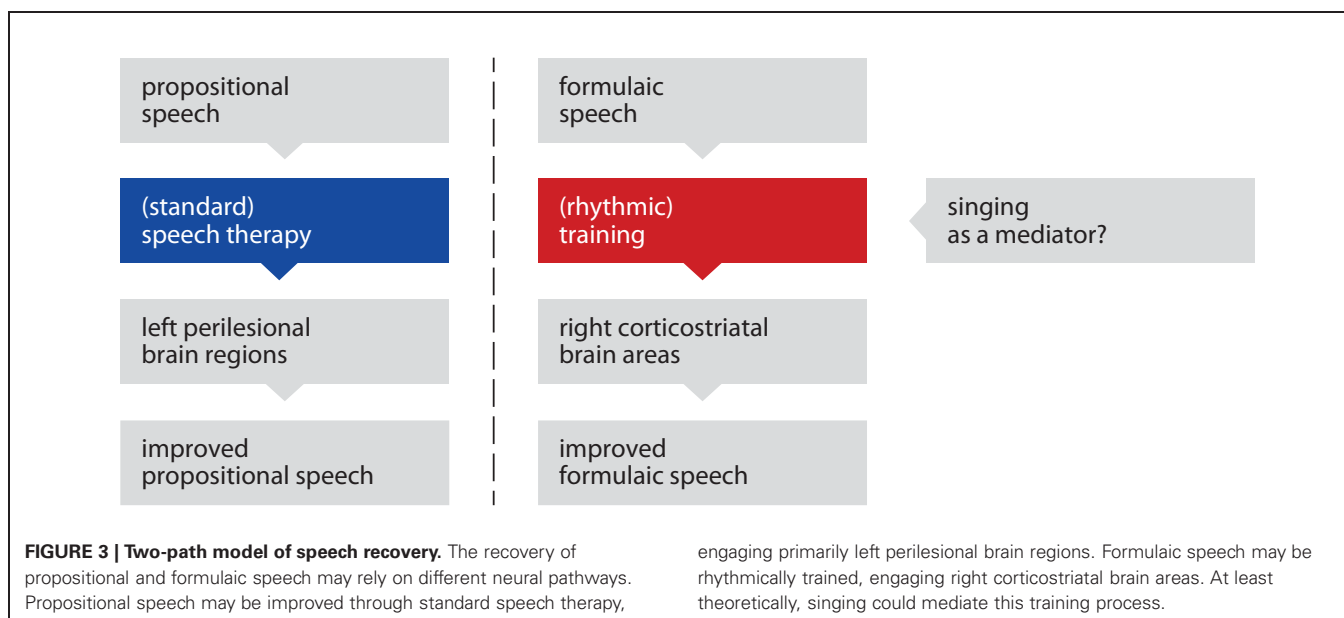 propositional
speech
(standard)
speech therapy
left perilesional
brain regions
improved
propositional speech
formulaic
speech
(rhythmic)
training
right corticostriatal
brain areas
improved
formulaic speech
singing
as a mediator?
FIGURE 3 | Two-path model of speech recovery. The recovery of
propositional and formulaic speech may rely on different neural pathways.
Propositional speech may be improved through standard speech therapy,
engaging primarily left perilesional brain regions. Formulaic speech may be
rhythmically trained, engaging right corticostriatal brain areas. At least
theoretically, singing could mediate this training process.